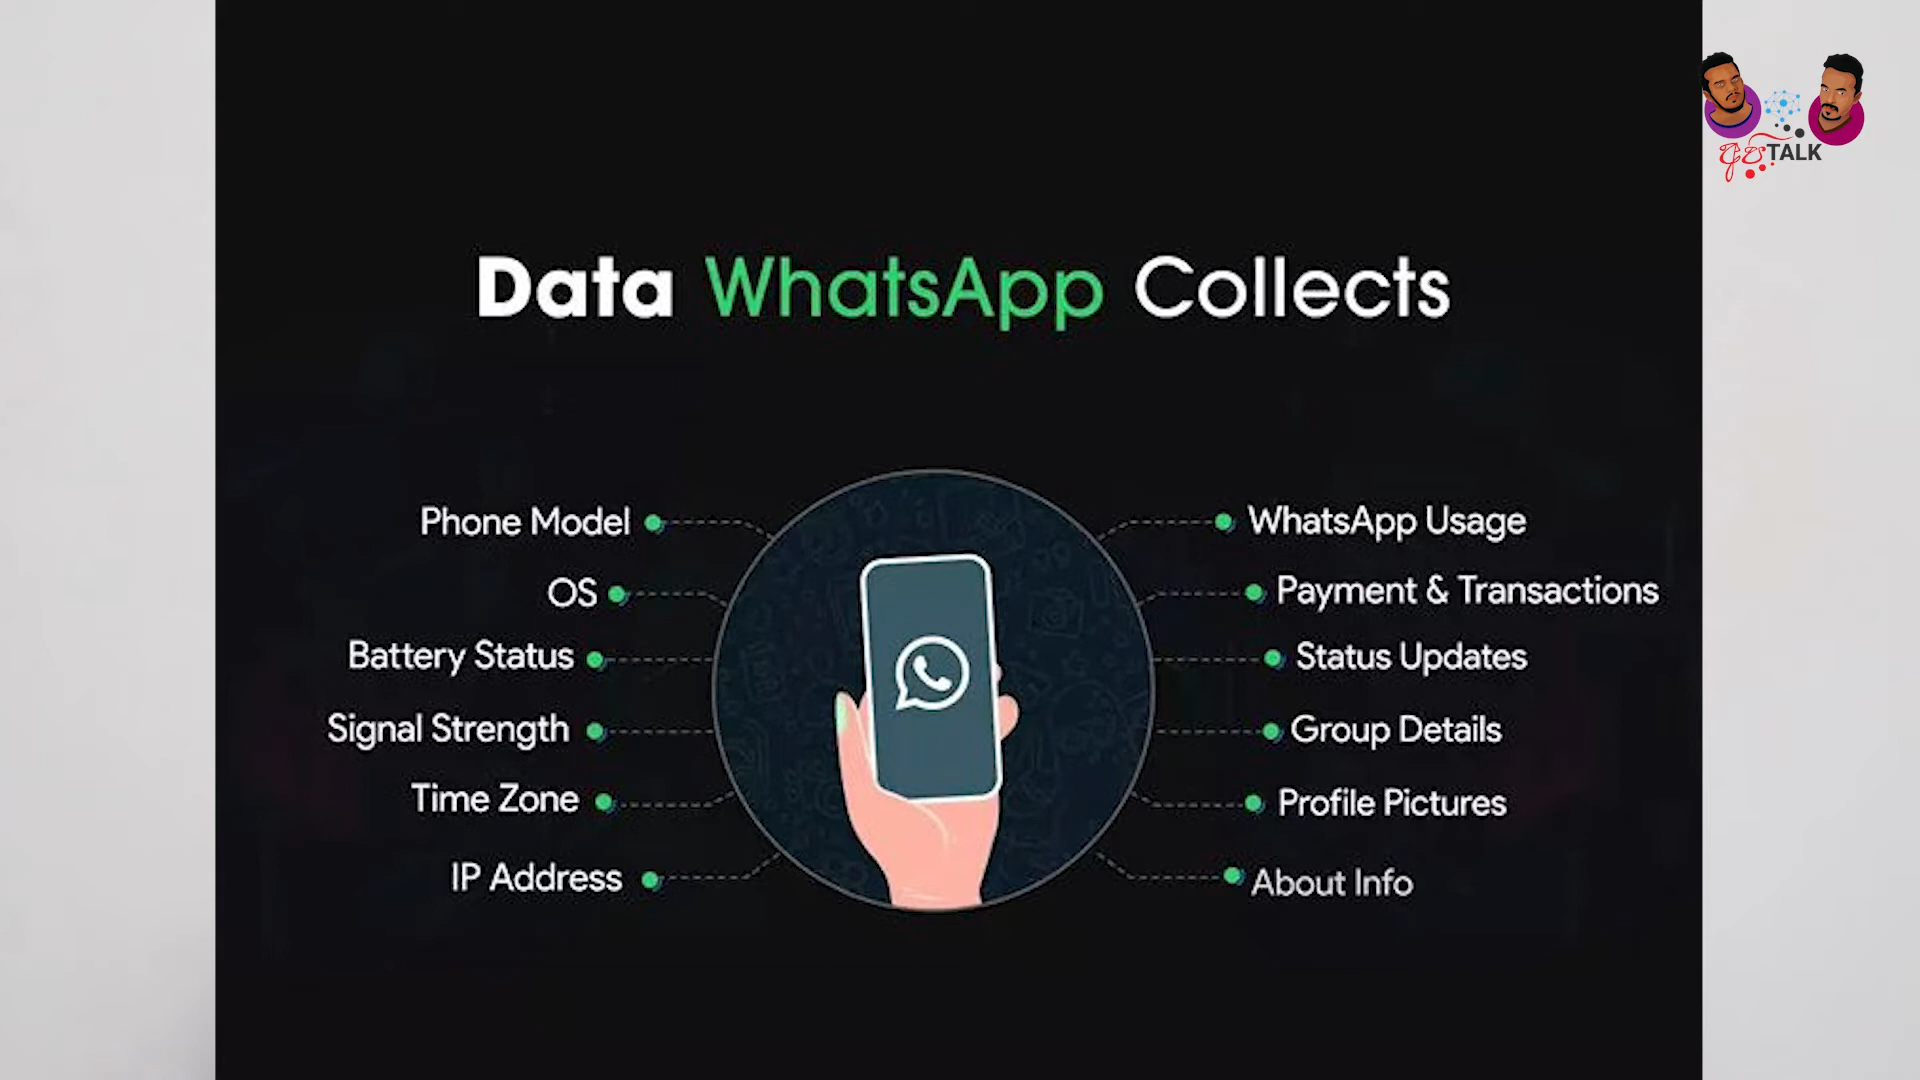 Data WhatsApp Collects
Phone Model
OS
Battery Status
Signal Strength
Time Zone
IP Address
WhatsApp Usage
Payment & Transactions
Status Updates
Group Details
Profile Pictures
About Info
TALK